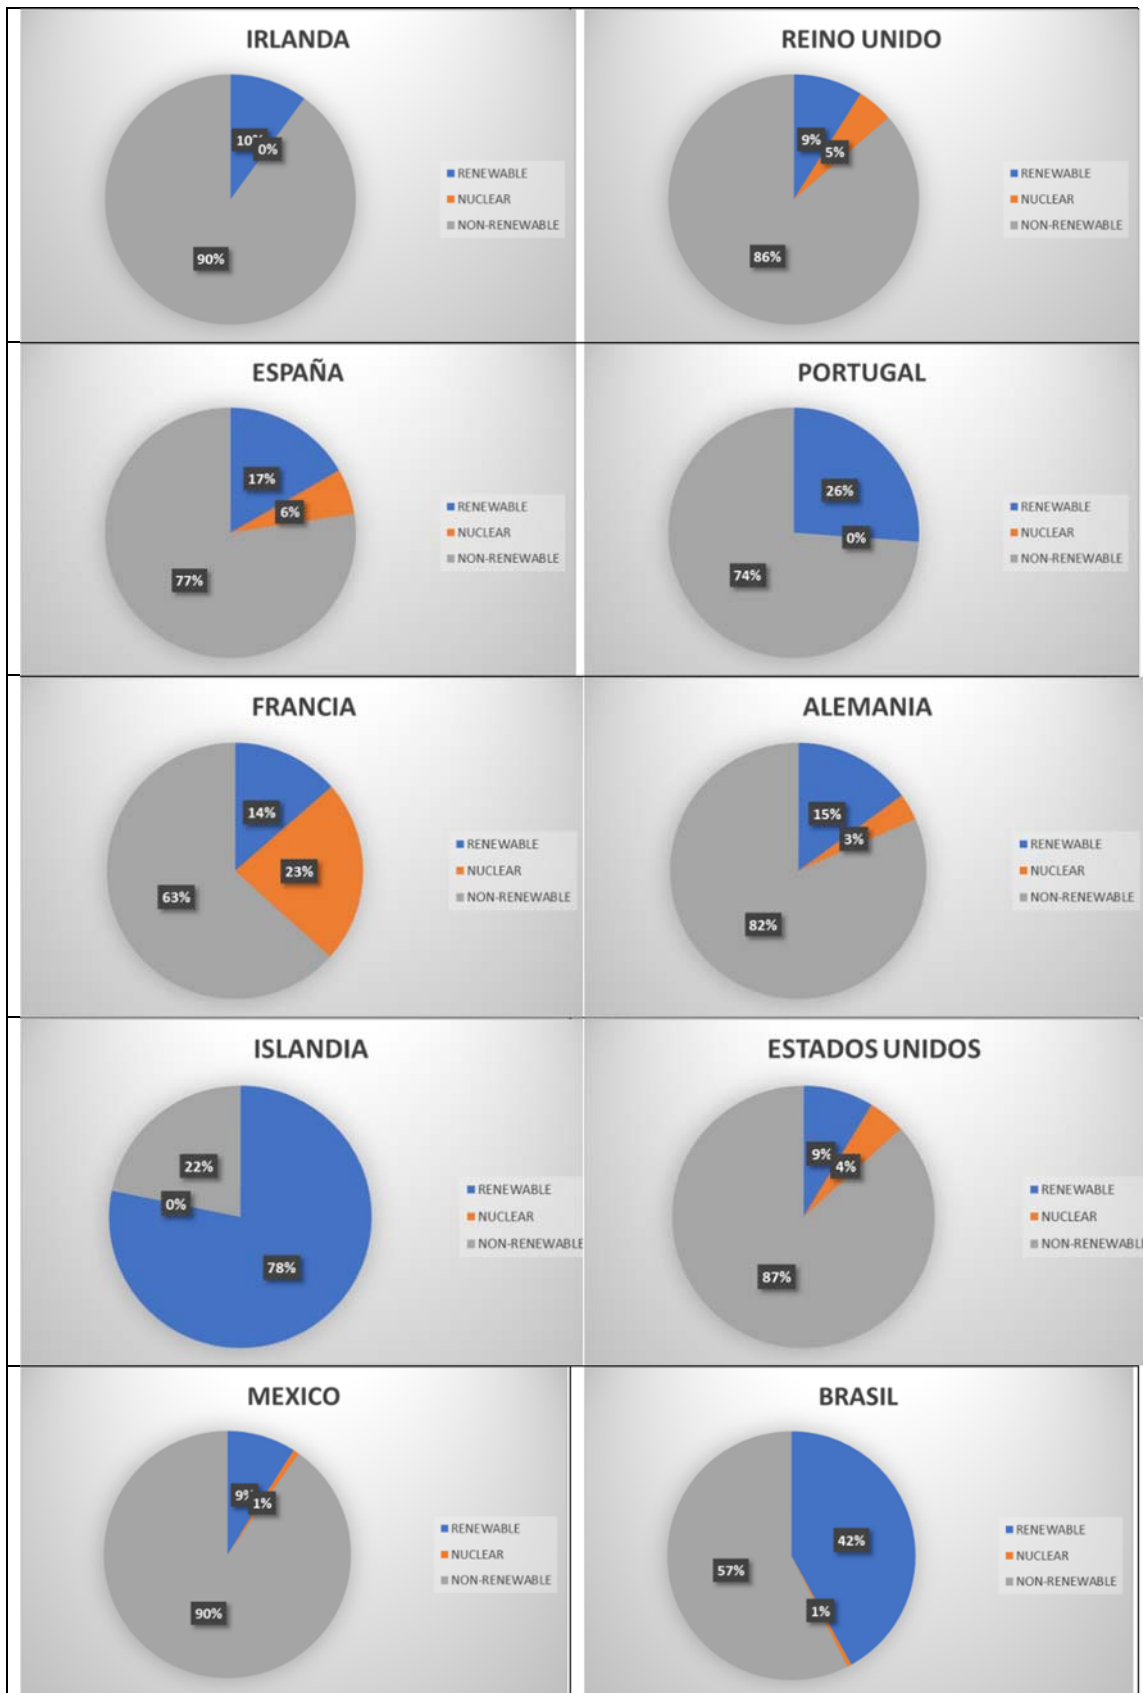 IRLANDA
10%
0%
90%
RENEWABLE
NUCLEAR
NON-RENEWABLE
REINO UNIDO
9%
5%
86%
RENEWABLE
NUCLEAR
NON-RENEWABLE
ESPAÑA
17%
6%
77%
RENEWABLE
NUCLEAR
NON-RENEWABLE
PORTUGAL
26%
0%
74%
RENEWABLE
NUCLEAR
NON-RENEWABLE
FRANCIA
14%
23%
63%
RENEWABLE
NUCLEAR
NON-RENEWABLE
ALEMANIA
15%
3%
82%
RENEWABLE
NUCLEAR
NON-RENEWABLE
ISLANDIA
22%
0%
78%
RENEWABLE
NUCLEAR
NON-RENEWABLE
ESTADOS UNIDOS
9%
4%
87%
RENEWABLE
NUCLEAR
NON-RENEWABL
MEXICO
9%
1%
90%
RENEWABLE
NUCLEAR
NON-RENEWABLE
BRASIL
42%
57%
1%
RENEWABLE
NUCLEAR
NON-RENEWABLE